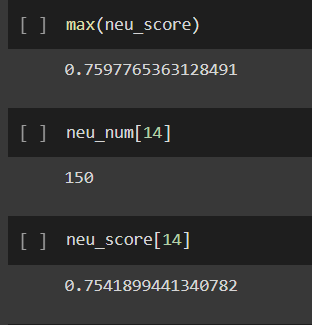 [ ] max(neu_score)
0.7597765363128491
[ ] neu_num[14]
150
[ ] neu_score[14]
0.7541899441340782